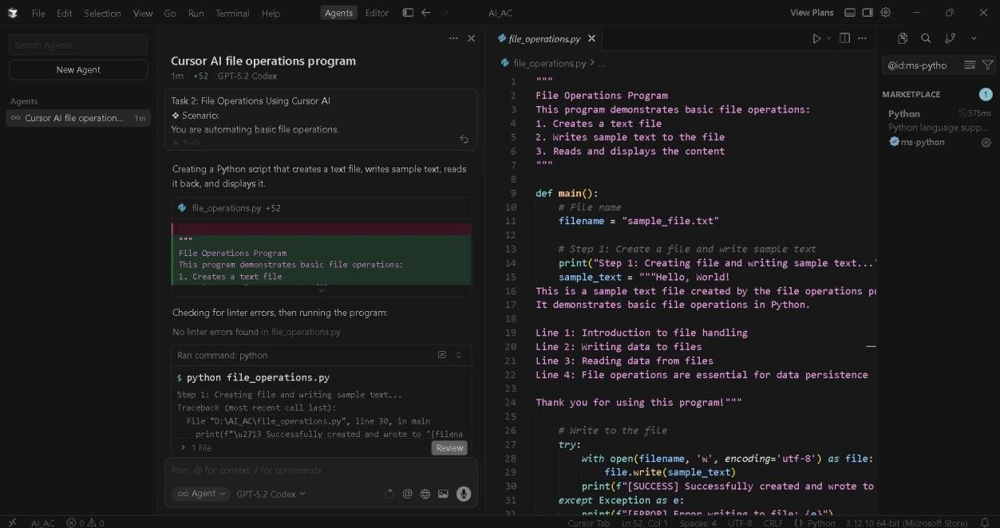 File Edit Selection View Go Run Terminal Help
Agents Editor
AI_AC
View Plans
Search Agents...
New Agent
Agents
Cursor AI file operation... 1m
Cursor AI file operations program
1m · +52 · GPT-5.2 Codex
Task 2: File Operations Using Cursor AI
❖ Scenario:
You are automating basic file operations.
❖ Task:
Creating a Python script that creates a text file, writes sample text, reads
it back, and displays it.
file_operations.py +52
"""
File Operations Program
This program demonstrates basic file operations:
1. Creates a text file
Checking for linter errors, then running the program:
No linter errors found in file_operations.py
Ran command: python
$ python file_operations.py
Step 1: Creating file and writing sample text...
Traceback (most recent call last):
File "D:\AI_AC\file_operations.py", line 30, in main
print(f"\u2713 Successfully created and wrote to '{filena
> 1 File
Review
Plan, @ for context, / for commands
∞ Agent GPT-5.2 Codex
file_operations.py
file_operations.py > ...
1 """
2 File Operations Program
3 This program demonstrates basic file operations:
4 1. Creates a text file
5 2. Writes sample text to the file
6 3. Reads and displays the content
7 """
8
9 def main():
10 # File name
11 filename = "sample_file.txt"
12
13 # Step 1: Create a file and write sample text
14 print("Step 1: Creating file and writing sample text..."
15 sample_text = """Hello, World!
16 This is a sample text file created by the file operations pr
17 It demonstrates basic file operations in Python.
18
19 Line 1: Introduction to file handling
20 Line 2: Writing data to files
21 Line 3: Reading data from files
22 Line 4: File operations are essential for data persistence
23
24 Thank you for using this program!"""
25
26 # Write to the file
27 try:
28 with open(filename, 'w', encoding='utf-8') as file:
29 file.write(sample_text)
30 print(f"[SUCCESS] Successfully created and wrote to
31 except Exception as e:
32 print(f"[ERROR] Error writing to file: {e}")
@id:ms-pytho
MARKETPLACE 1
Python 575ms
Python language supp...
ms-python
AI_AC 0 0
Cursor Tab Ln 52, Col 1 Spaces: 4 UTF-8 CRLF {} Python 3.12.10 64-bit (Microsoft Store)